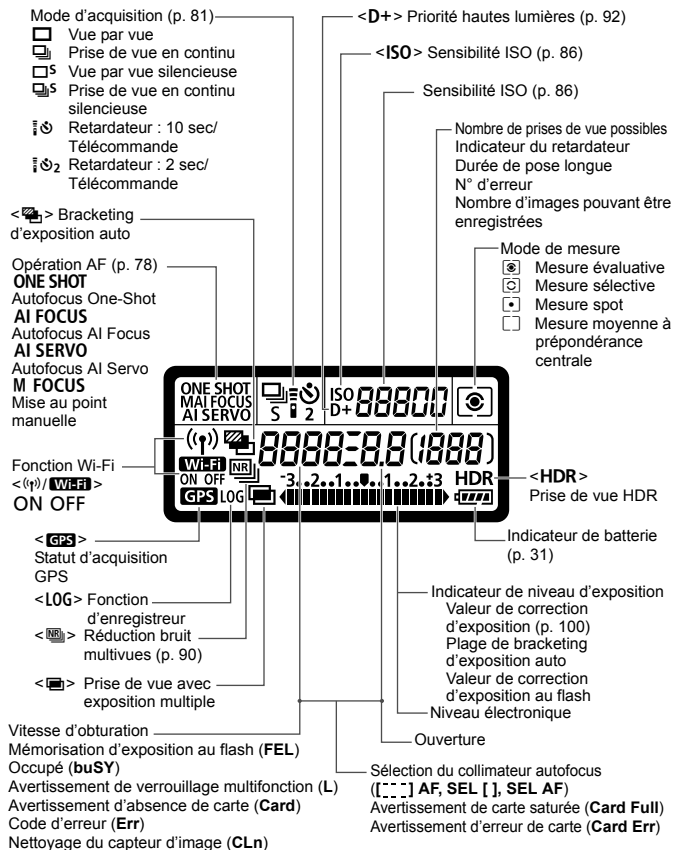 Mode d'acquisition (p. 81)
Vue par vue
Prise de vue en continu
S Vue par vue silencieuse
S Prise de vue en continu
silencieuse
Retardateur : 10 sec/
Télécommande
2 Retardateur : 2 sec/
Télécommande
< > Bracketing
d'exposition auto
Opération AF (p. 78)
ONE SHOT
Autofocus One-Shot
AI FOCUS
Autofocus AI Focus
AI SERVO
Autofocus AI Servo
M FOCUS
Mise au point
manuelle
Fonction Wi-Fi
<((ı))/ Wi-Fi >
ON OFF
<D+> Priorité hautes lumières (p. 92)
<ISO> Sensibilité ISO (p. 86)
Sensibilité ISO (p. 86)
Nombre de prises de vue possibles
Indicateur du retardateur
Durée de pose longue
N° d'erreur
Nombre d'images pouvant être
enregistrées
Mode de mesure
Mesure évaluative
Mesure sélective
Mesure spot
Mesure moyenne à
prépondérance
centrale
ONE SHOT
MAI FOCUS
AI SERVO
S 2
ISO
D+
88800
8888-8.8(1888)
Wi-Fi
ON OFF
NR
GPS LOG
-3..2..1..0..1..2.+3
HDR
<HDR>
Prise de vue HDR
Indicateur de batterie
(p. 31)
<GPS>
Statut d'acquisition
GPS
<LOG> Fonction
d'enregistreur
<NR> Réduction bruit
multivues (p. 90)
< > Prise de vue avec
exposition multiple
Indicateur de niveau d'exposition
Valeur de correction
d'exposition (p. 100)
Plage de bracketing
d'exposition auto
Valeur de correction
d'exposition au flash
Niveau électronique
Ouverture
Vitesse d'obturation
Mémorisation d'exposition au flash (FEL)
Occupé (buSY)
Avertissement de verrouillage multifonction (L)
Avertissement d'absence de carte (Card)
Code d'erreur (Err)
Nettoyage du capteur d'image (CLn)
Sélection du collimateur autofocus
([---] AF, SEL [ ], SEL AF)
Avertissement de carte saturée (Card Full)
Avertissement d'erreur de carte (Card Err)